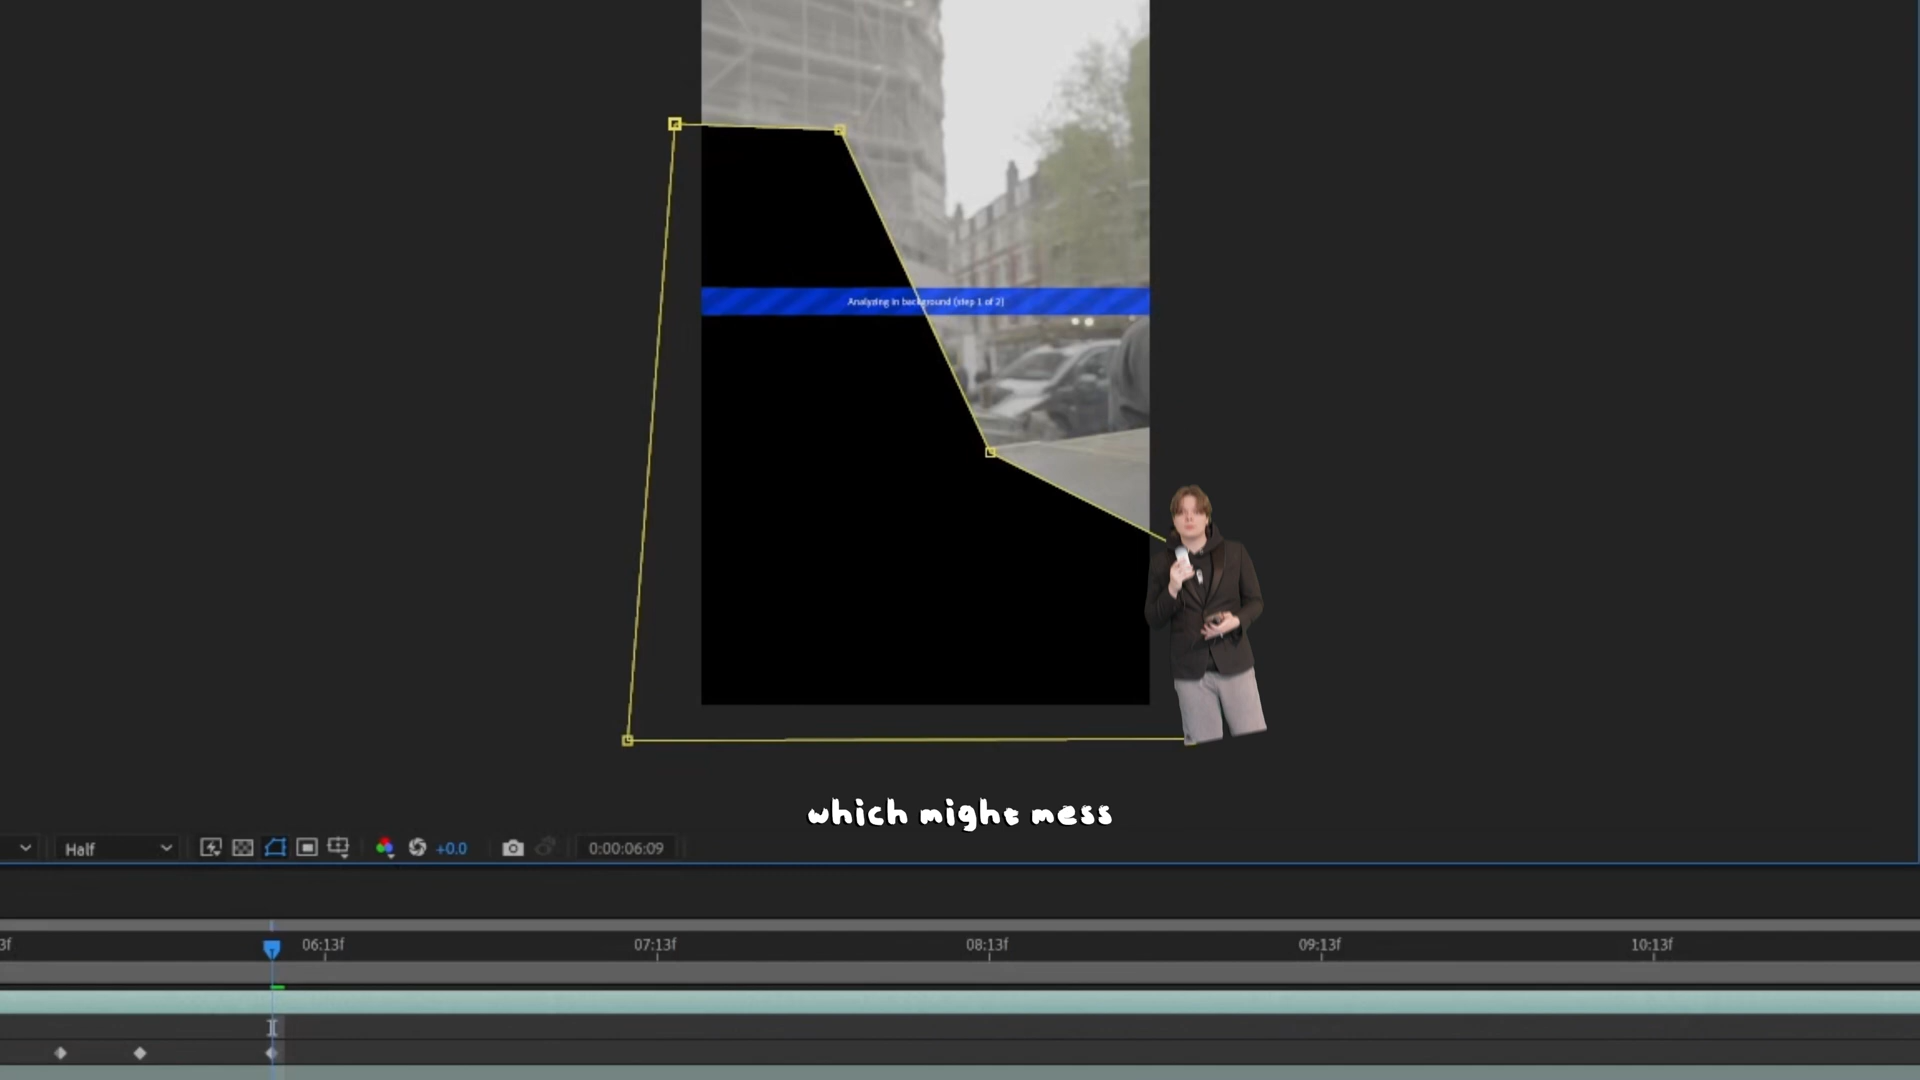 Analyzing in background (step 1 of 2)
which might mess
Half
+0.0
0:00:06:09
3f
06:13f
07:13f
08:13f
09:13f
10:13f